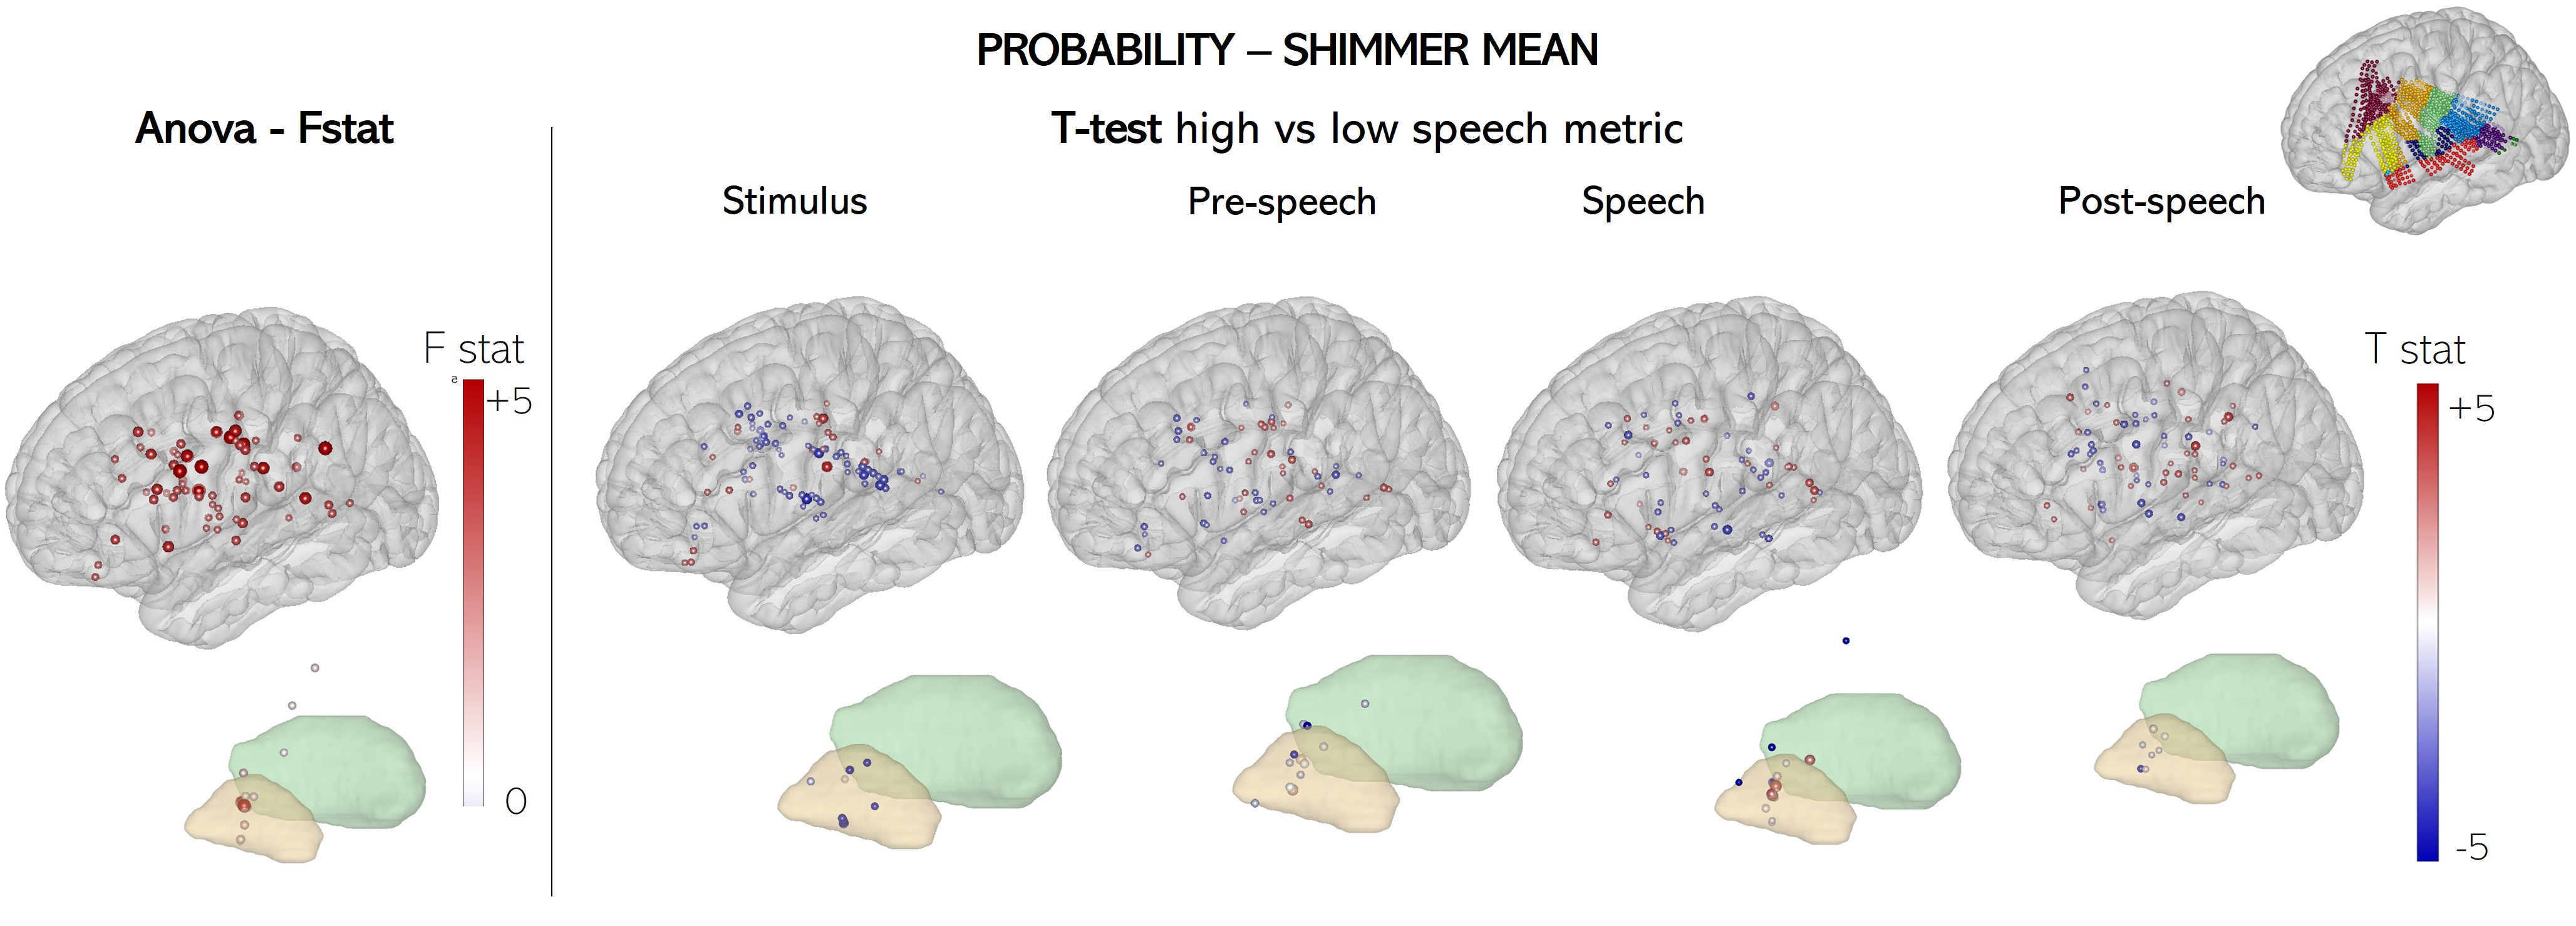 PROBABILITY – SHIMMER MEAN
Anova - Fstat
T-test high vs low speech metric
Stimulus
Pre-speech
Speech
Post-speech
F stat
a
+5
0
T stat
+5
-5